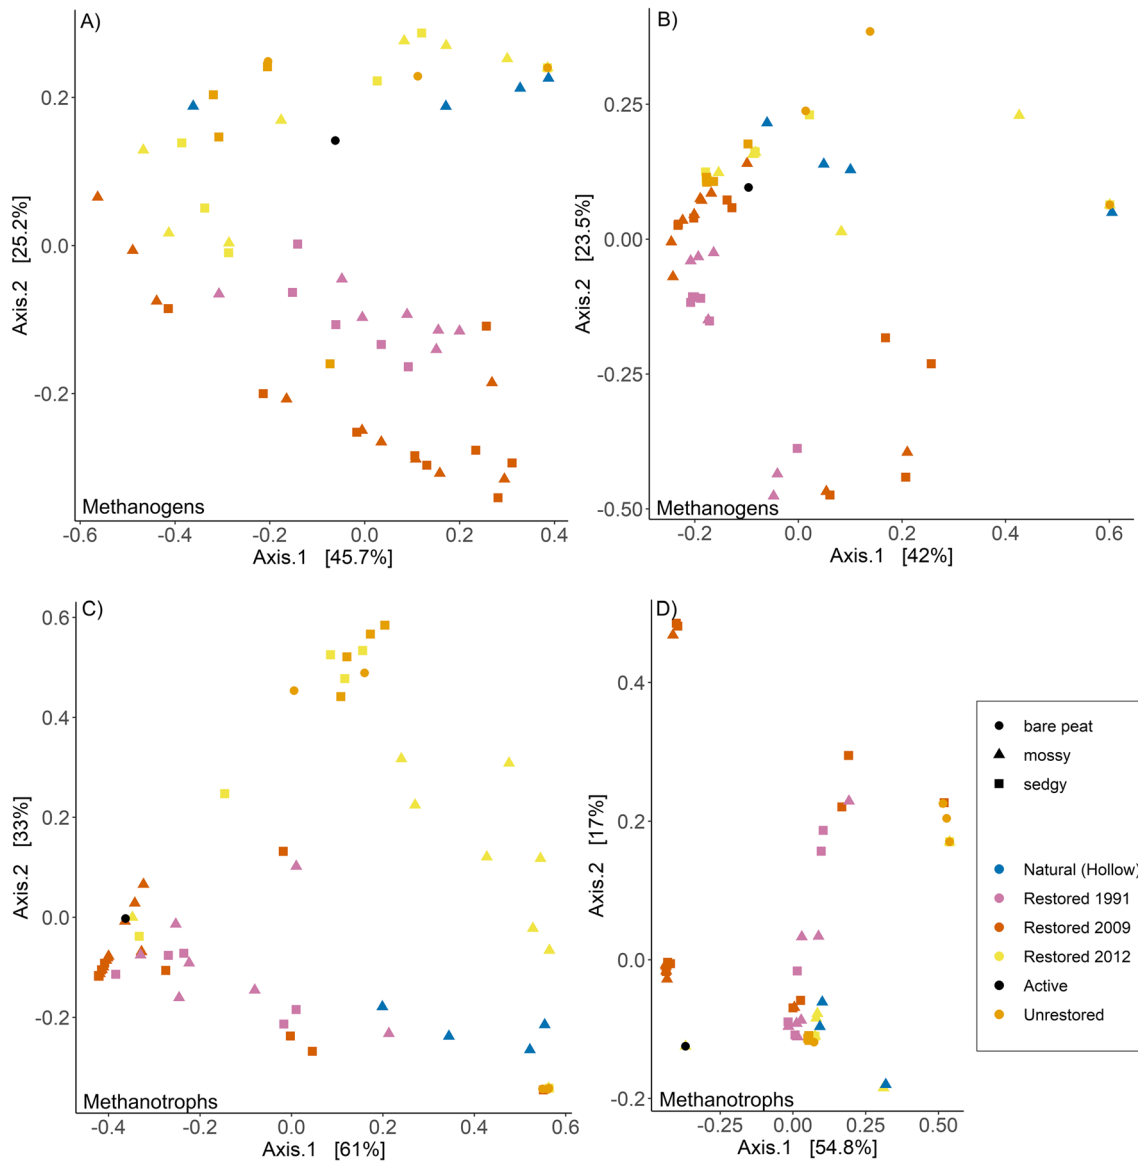 A)
0.2
0.0
-0.2
Axis.2 [25.2%]
Methanogens
-0.6
-0.4
-0.2
0.0
0.2
0.4
Axis.1 [45.7%]
B)
0.25
0.00
-0.25
-0.50
Axis.2 [23.5%]
Methanogens
-0.2
0.0
0.2
0.4
0.6
Axis.1 [42%]
C)
0.6
0.4
0.2
0.0
-0.2
Axis.2 [33%]
Methanotrophs
-0.4
-0.2
0.0
0.2
0.4
0.6
Axis.1 [61%]
D)
0.4
0.2
0.0
-0.2
Axis.2 [17%]
Methanotrophs
-0.25
0.00
0.25
0.50
Axis.1 [54.8%]
bare peat
mossy
sedgy
Natural (Hollow)
Restored 1991
Restored 2009
Restored 2012
Active
Unrestored